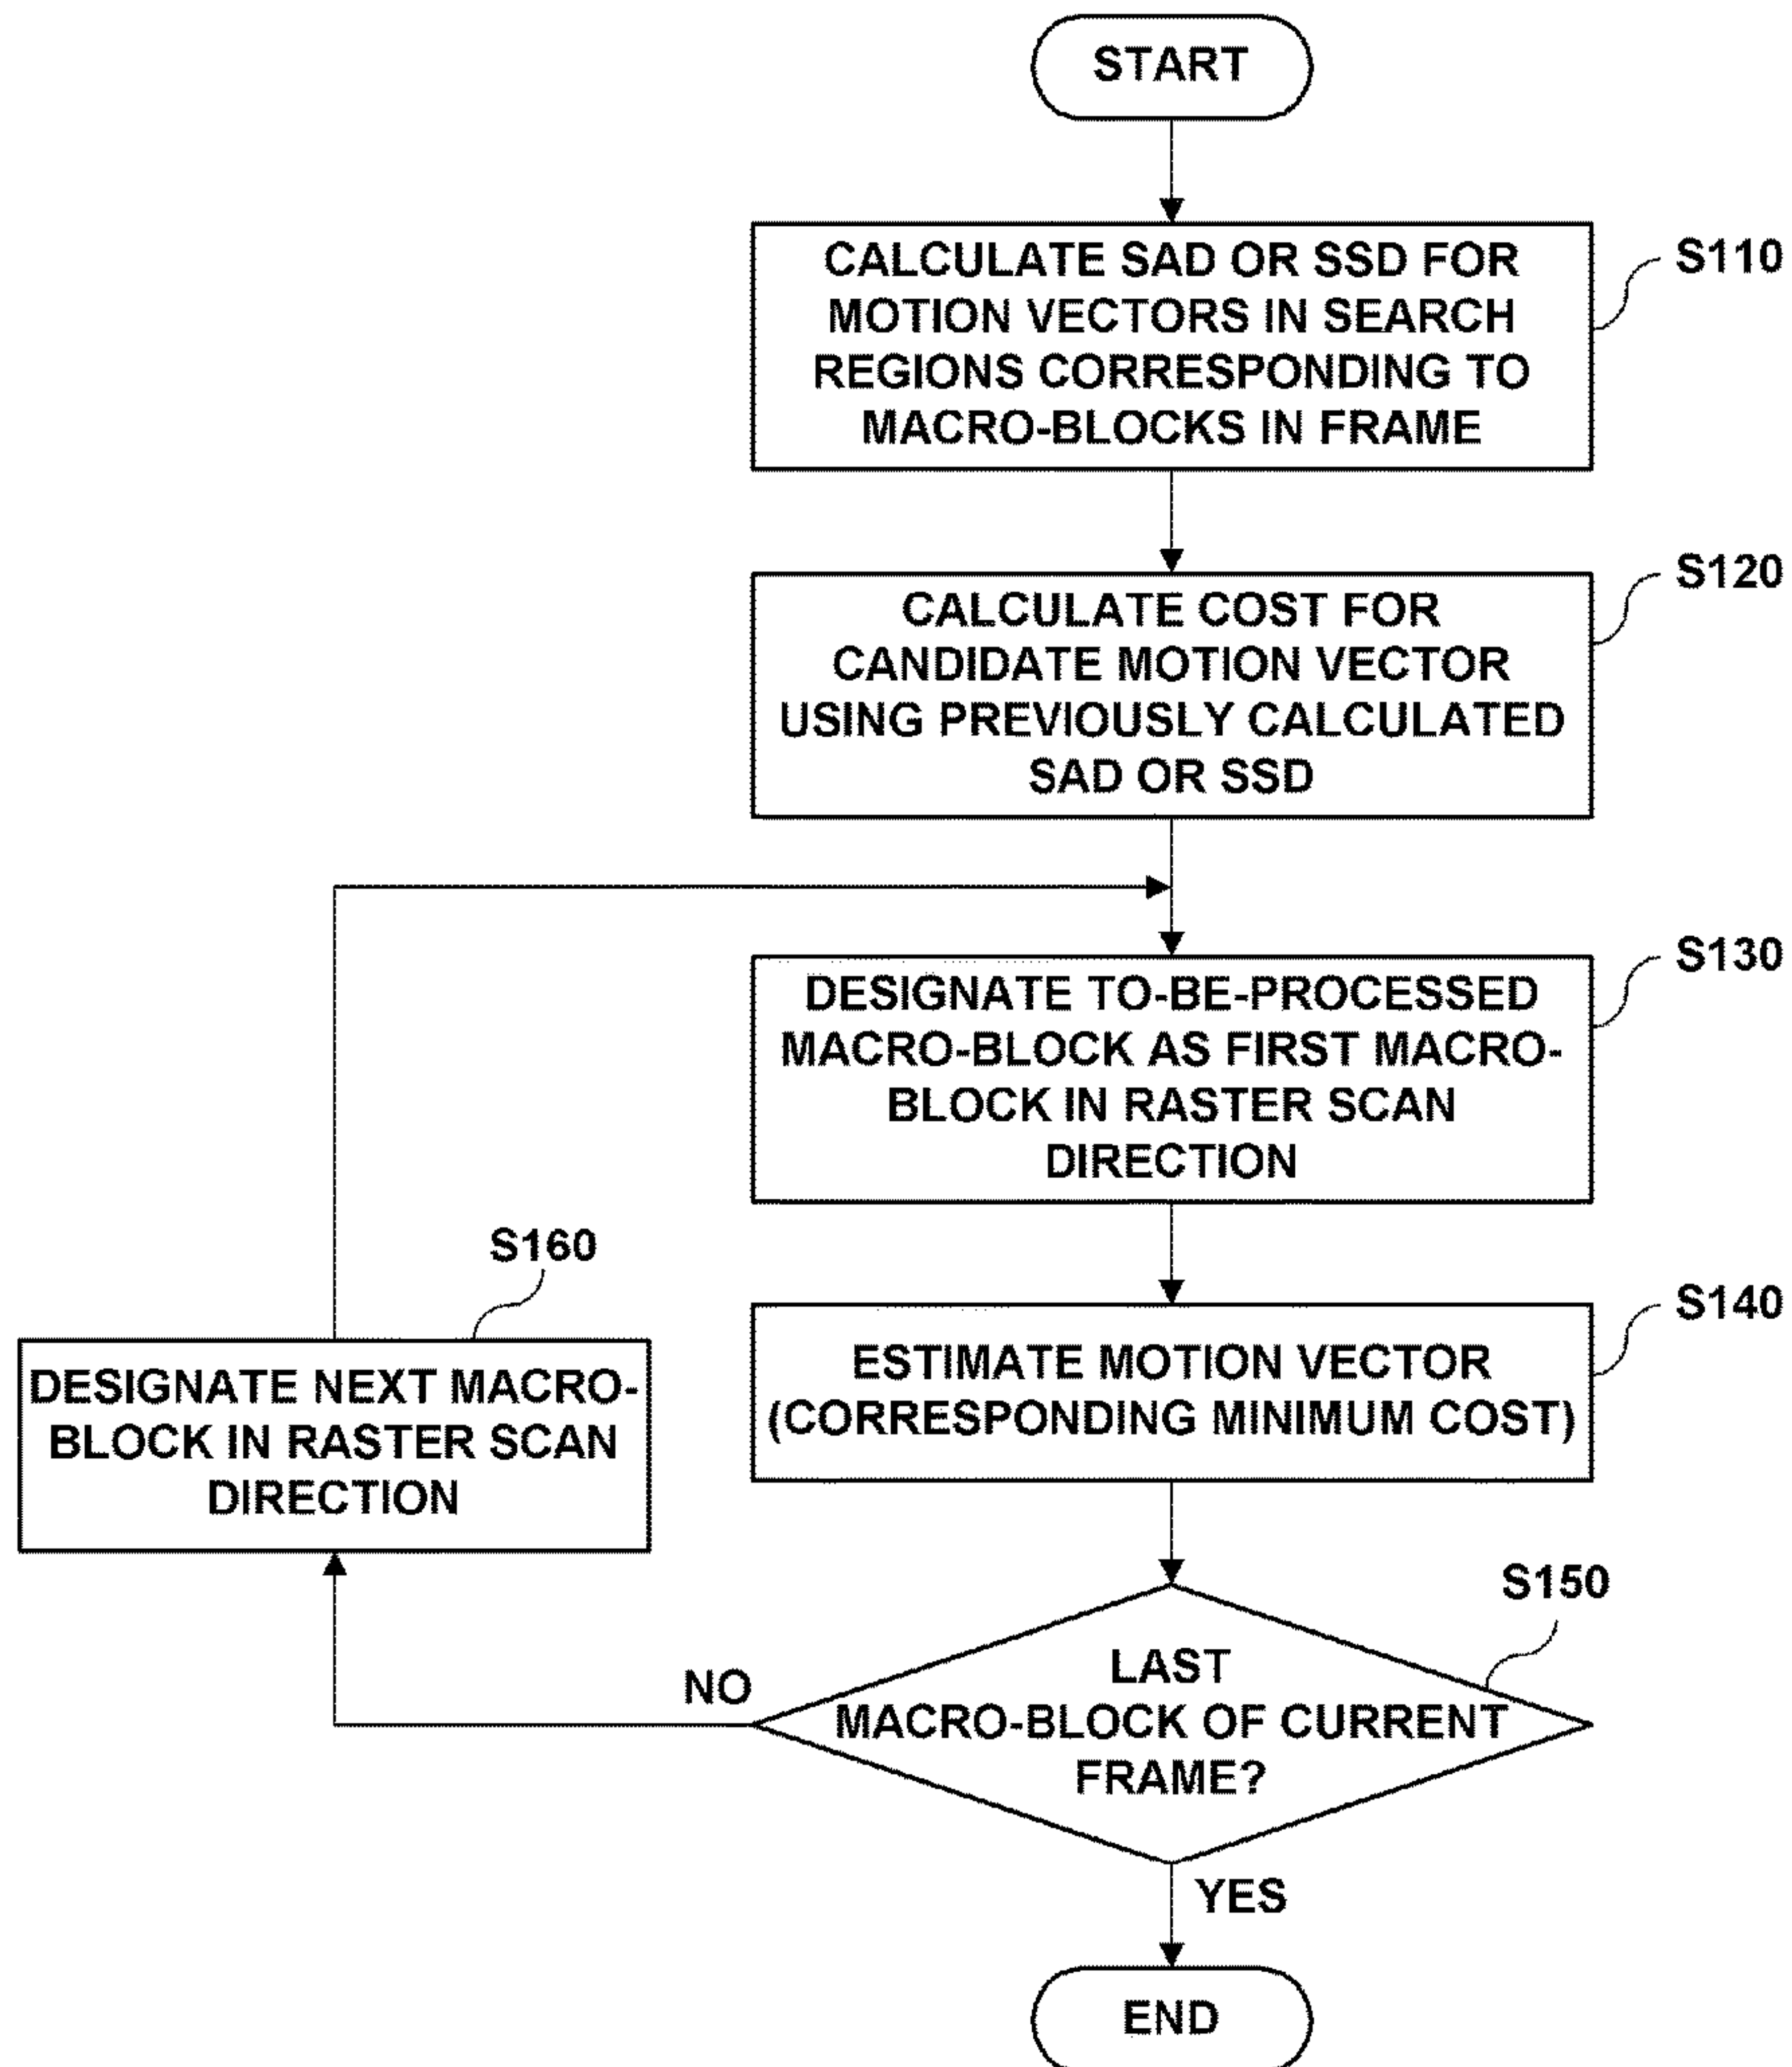 START
CALCULATE SAD OR SSD FOR
MOTION VECTORS IN SEARCH
REGIONS CORRESPONDING TO
MACRO-BLOCKS IN FRAME
S110
CALCULATE COST FOR
CANDIDATE MOTION VECTOR
USING PREVIOUSLY CALCULATED
SAD OR SSD
S120
DESIGNATE TO-BE-PROCESSED
MACRO-BLOCK AS FIRST MACRO-
BLOCK IN RASTER SCAN
DIRECTION
S130
ESTIMATE MOTION VECTOR
(CORRESPONDING MINIMUM COST)
S140
S160
DESIGNATE NEXT MACRO-
BLOCK IN RASTER SCAN
DIRECTION
LAST
MACRO-BLOCK OF CURRENT
FRAME?
S150
NO
YES
END